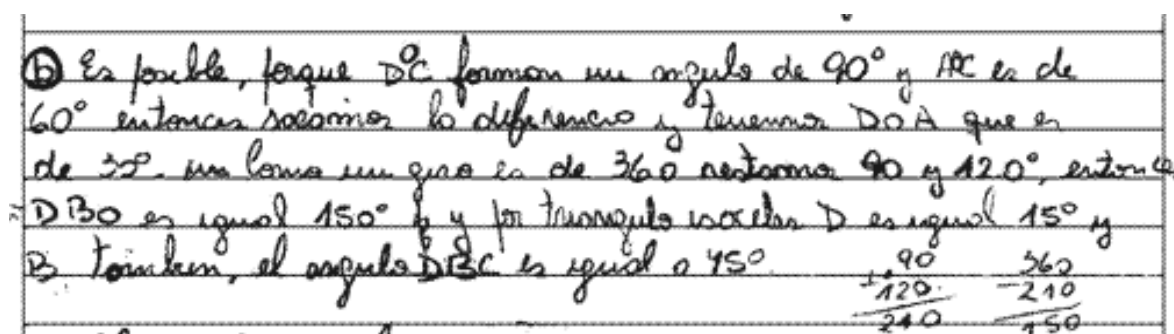 b Es posible, porque DOC forman un angulo de 90° y AOC es de
60° entonces sacamos la diferencia y tenemos DOA que es
de 30°. como un giro es de 360 restamos 90 y 120°, entonces
DBO es igual 150° y por triangulo isoceles D es igual 15° y
B tambien, el angulo DBC es igual a 45°.
90 360
+120 -210
210 150